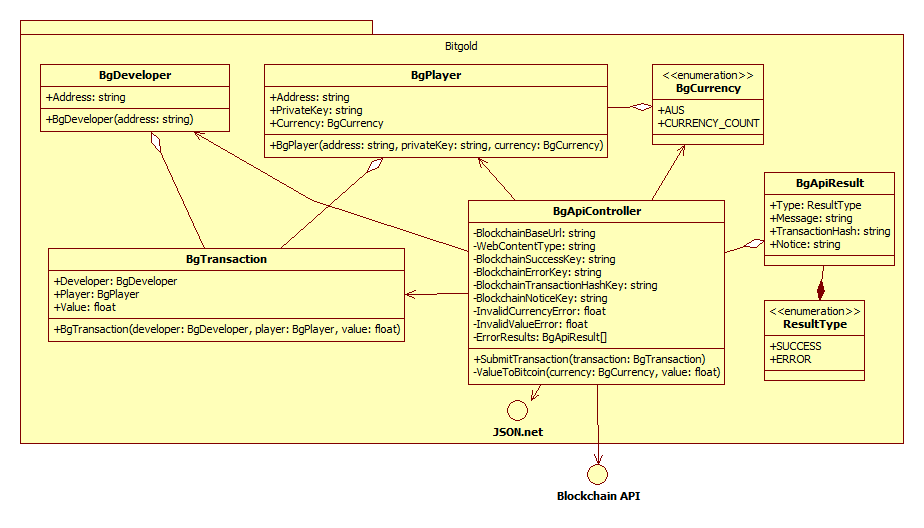 Bitgold
BgDeveloper
+Address: string
+BgDeveloper(address: string)
BgPlayer
+Address: string
+PrivateKey: string
+Currency: BgCurrency
+BgPlayer(address: string, privateKey: string, currency: BgCurrency)
<<enumeration>>
BgCurrency
+AUS
+CURRENCY_COUNT
BgApiResult
+Type: ResultType
+Message: string
+TransactionHash: string
+Notice: string
BgApiController
-BlockchainBaseUrl: string
-WebContentType: string
-BlockchainSuccessKey: string
-BlockchainErrorKey: string
-BlockchainTransactionHashKey: string
-BlockchainNoticeKey: string
-InvalidCurrencyError: float
-InvalidValueError: float
-ErrorResults: BgApiResult[]
+SubmitTransaction(transaction: BgTransaction)
-ValueToBitcoin(currency: BgCurrency, value: float)
BgTransaction
+Developer: BgDeveloper
+Player: BgPlayer
+Value: float
+BgTransaction(developer: BgDeveloper, player: BgPlayer, value: float)
<<enumeration>>
ResultType
+SUCCESS
+ERROR
JSON.net
Blockchain API